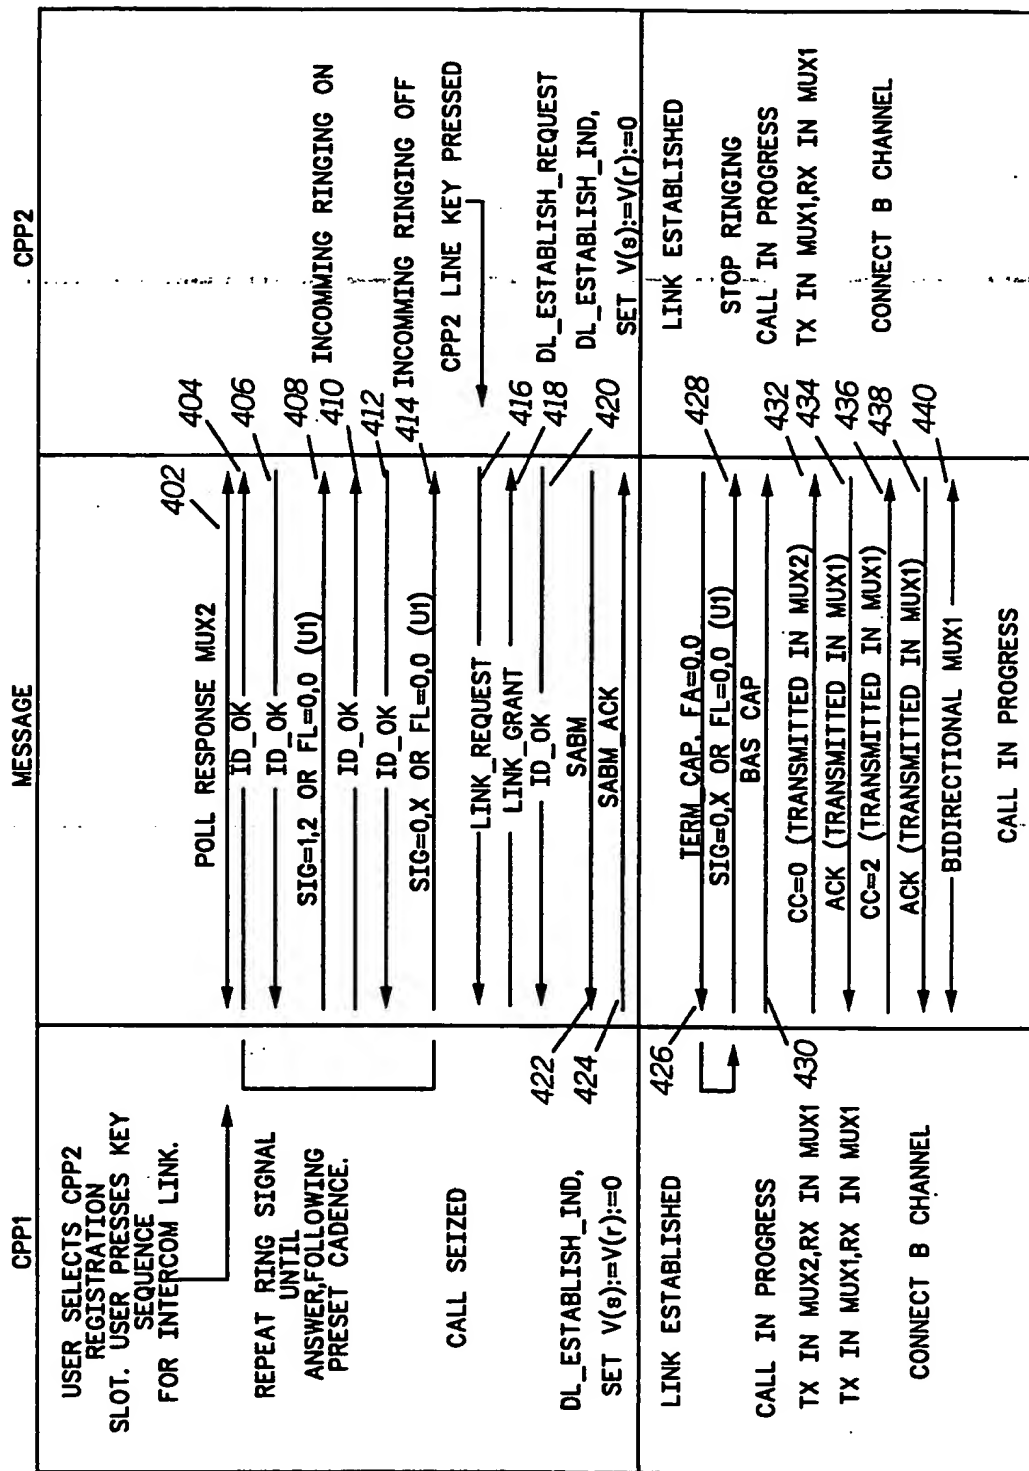 CPP1
MESSAGE
CPP2
USER SELECTS CPP2
REGISTRATION
SLOT. USER PRESSES KEY
SEQUENCE
FOR INTERCOM LINK.
402
404
POLL RESPONSE MUX2
ID_OK
406
ID_OK
REPEAT RING SIGNAL
UNTIL
ANSWER,FOLLOWING
PRESET CADENCE.
408
SIG=1,2 OR FL=0,0 (U1)
INCOMMING RINGING ON
410
ID_OK
412
ID_OK
414
SIG=0,X OR FL=0,0 (U1)
INCOMMING RINGING OFF
CALL SEIZED
CPP2 LINE KEY PRESSED
LINK_REQUEST
416
LINK_GRANT
418
DL_ESTABLISH_REQUEST
ID_OK
420
DL_ESTABLISH_IND,
SET V(s):=V(r):=0
422
SABM
DL_ESTABLISH_IND,
SET V(s):=V(r):=0
424
SABM_ACK
LINK ESTABLISHED
426
TERM_CAP, FA=0,0
LINK ESTABLISHED
SIG=0,X OR FL=0,0 (U1)
428
STOP RINGING
CALL IN PROGRESS
430
BAS CAP
CALL IN PROGRESS
TX IN MUX2,RX IN MUX1
CC=0 (TRANSMITTED IN MUX2)
432
TX IN MUX1,RX IN MUX1
TX IN MUX1,RX IN MUX1
ACK (TRANSMITTED IN MUX1)
434
CC=2 (TRANSMITTED IN MUX1)
436
CONNECT B CHANNEL
ACK (TRANSMITTED IN MUX1)
438
CONNECT B CHANNEL
BIDIRECTIONAL MUX1
440
CALL IN PROGRESS